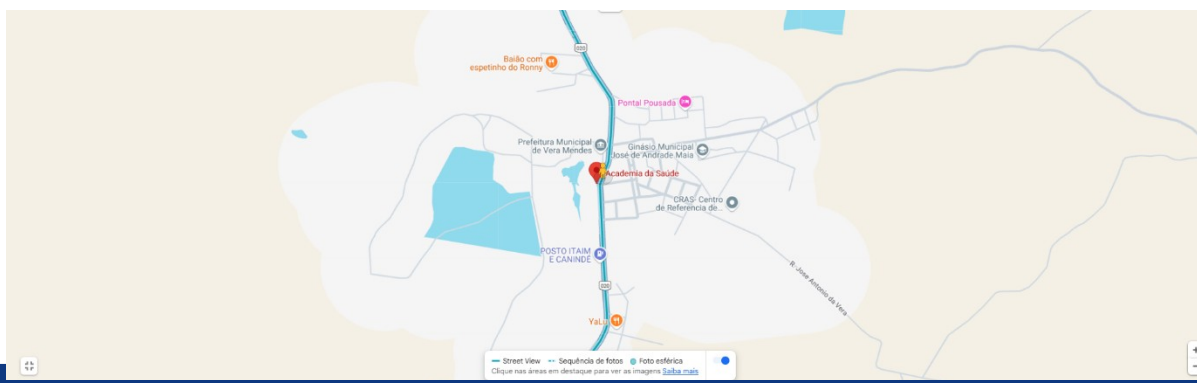 020
Baião com
espetinho do Ronny
Pontal Pousada
Prefeitura Municipal
de Vera Mendes
Ginásio Municipal
José de Andrade Maia
Academia da Saúde
CRAS- Centro
de Referencia de...
POSTO ITAIM
E CANINDÉ
R. Jose Antonio da Vera
020
YaLu
Street View Sequência de fotos Foto esférica
Clique nas áreas em destaque para ver as imagens Saiba mais